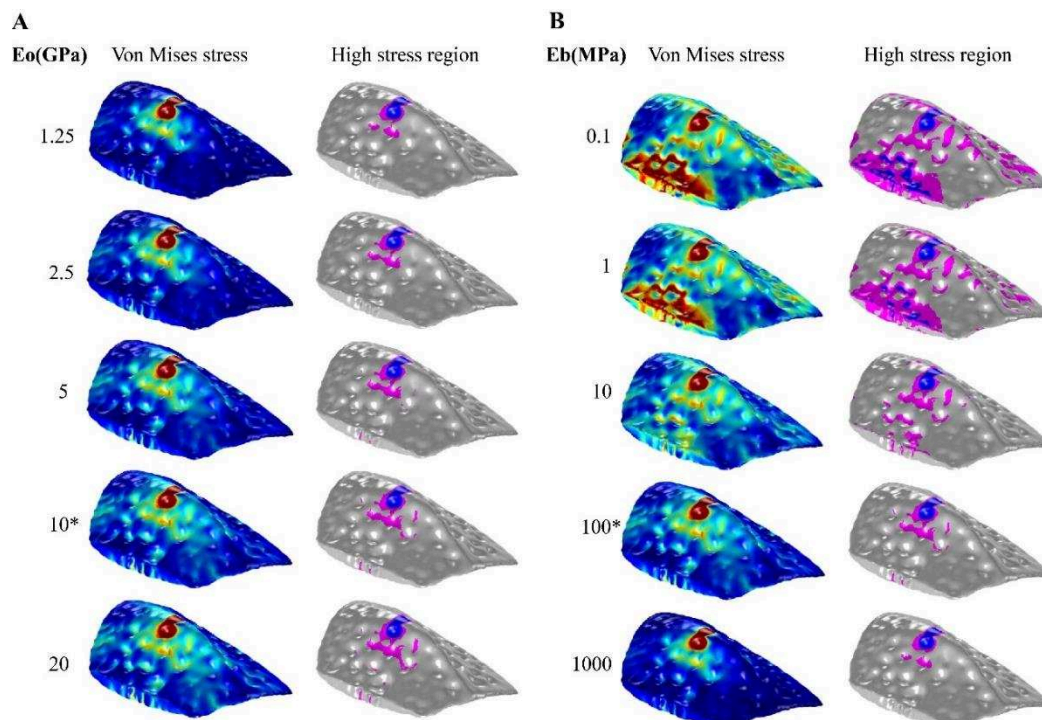 A
Eo(GPa) Von Mises stress High stress region
1.25
2.5
5
10*
20
B
Eb(MPa) Von Mises stress High stress region
0.1
1
10
100*
1000